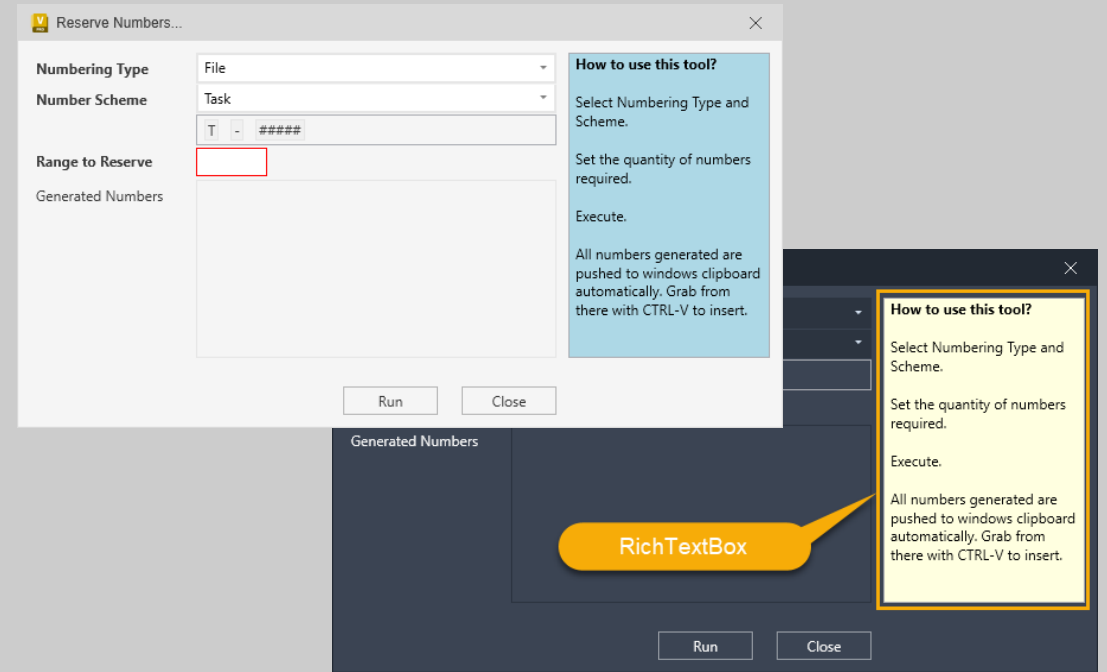 Reserve Numbers...
Numbering Type
File
Number Scheme
Task
T - #####
Range to Reserve
Generated Numbers
How to use this tool?
Select Numbering Type and
Scheme.
Set the quantity of numbers
required.
Execute.
All numbers generated are
pushed to windows clipboard
automatically. Grab from
there with CTRL-V to insert.
Run
Close
Generated Numbers
How to use this tool?
Select Numbering Type and
Scheme.
Set the quantity of numbers
required.
Execute.
All numbers generated are
pushed to windows clipboard
automatically. Grab from
there with CTRL-V to insert.
RichTextBox
Run
Close